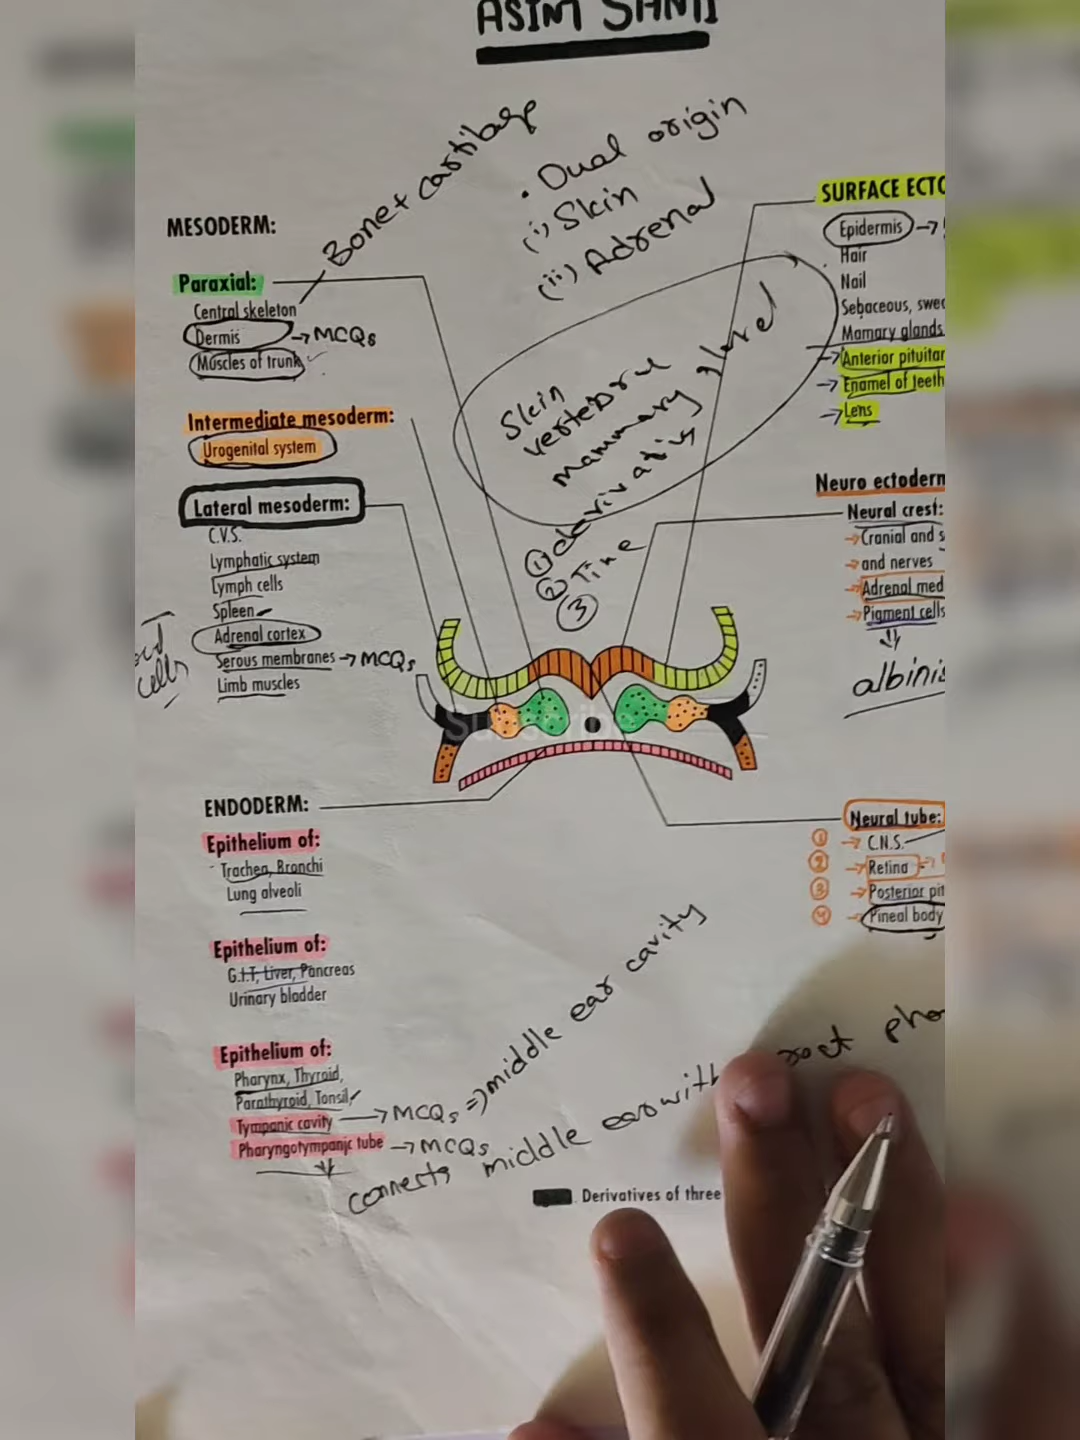 ASIM SAMI
Bone+ cartilage
• Dual origin
(i) Skin
(ii) Adrenal
MESODERM:
Paraxial:
Central skeleton
Dermis → MCQs
Muscles of trunk
Intermediate mesoderm:
Urogenital system
Lateral mesoderm:
C.V.S.
Lymphatic system
Lymph cells
Spleen
Adrenal cortex
Serous membranes → MCQs
Limb muscles
cells
Skin
mammary gland
① derivatives
② Time
③
SURFACE ECTO
Epidermis →
Hair
Nail
Sebaceous, swe
Mamary glands
→ Anterior pituitar
→ Enamel of teeth
→ Lens
Neuro ectoderm
Neural crest:
→ Cranial and s
→ and nerves
→ Adrenal med
→ Pigment cells
albinis
Subscribe
ENDODERM:
Epithelium of:
Trachea, Bronchi
Lung alveoli
Epithelium of:
G.I.T, Liver, Pancreas
Urinary bladder
Epithelium of:
Pharynx, Thyroid,
Parathyroid, Tonsil,
Tympanic cavity → MCQs => middle ear cavity
Pharyngotympanic tube → MCQs
connects middle ear with pha
Neural tube:
① → C.N.S.
② → Retina
③ → Posterior pit
④ → Pineal body
Derivatives of three